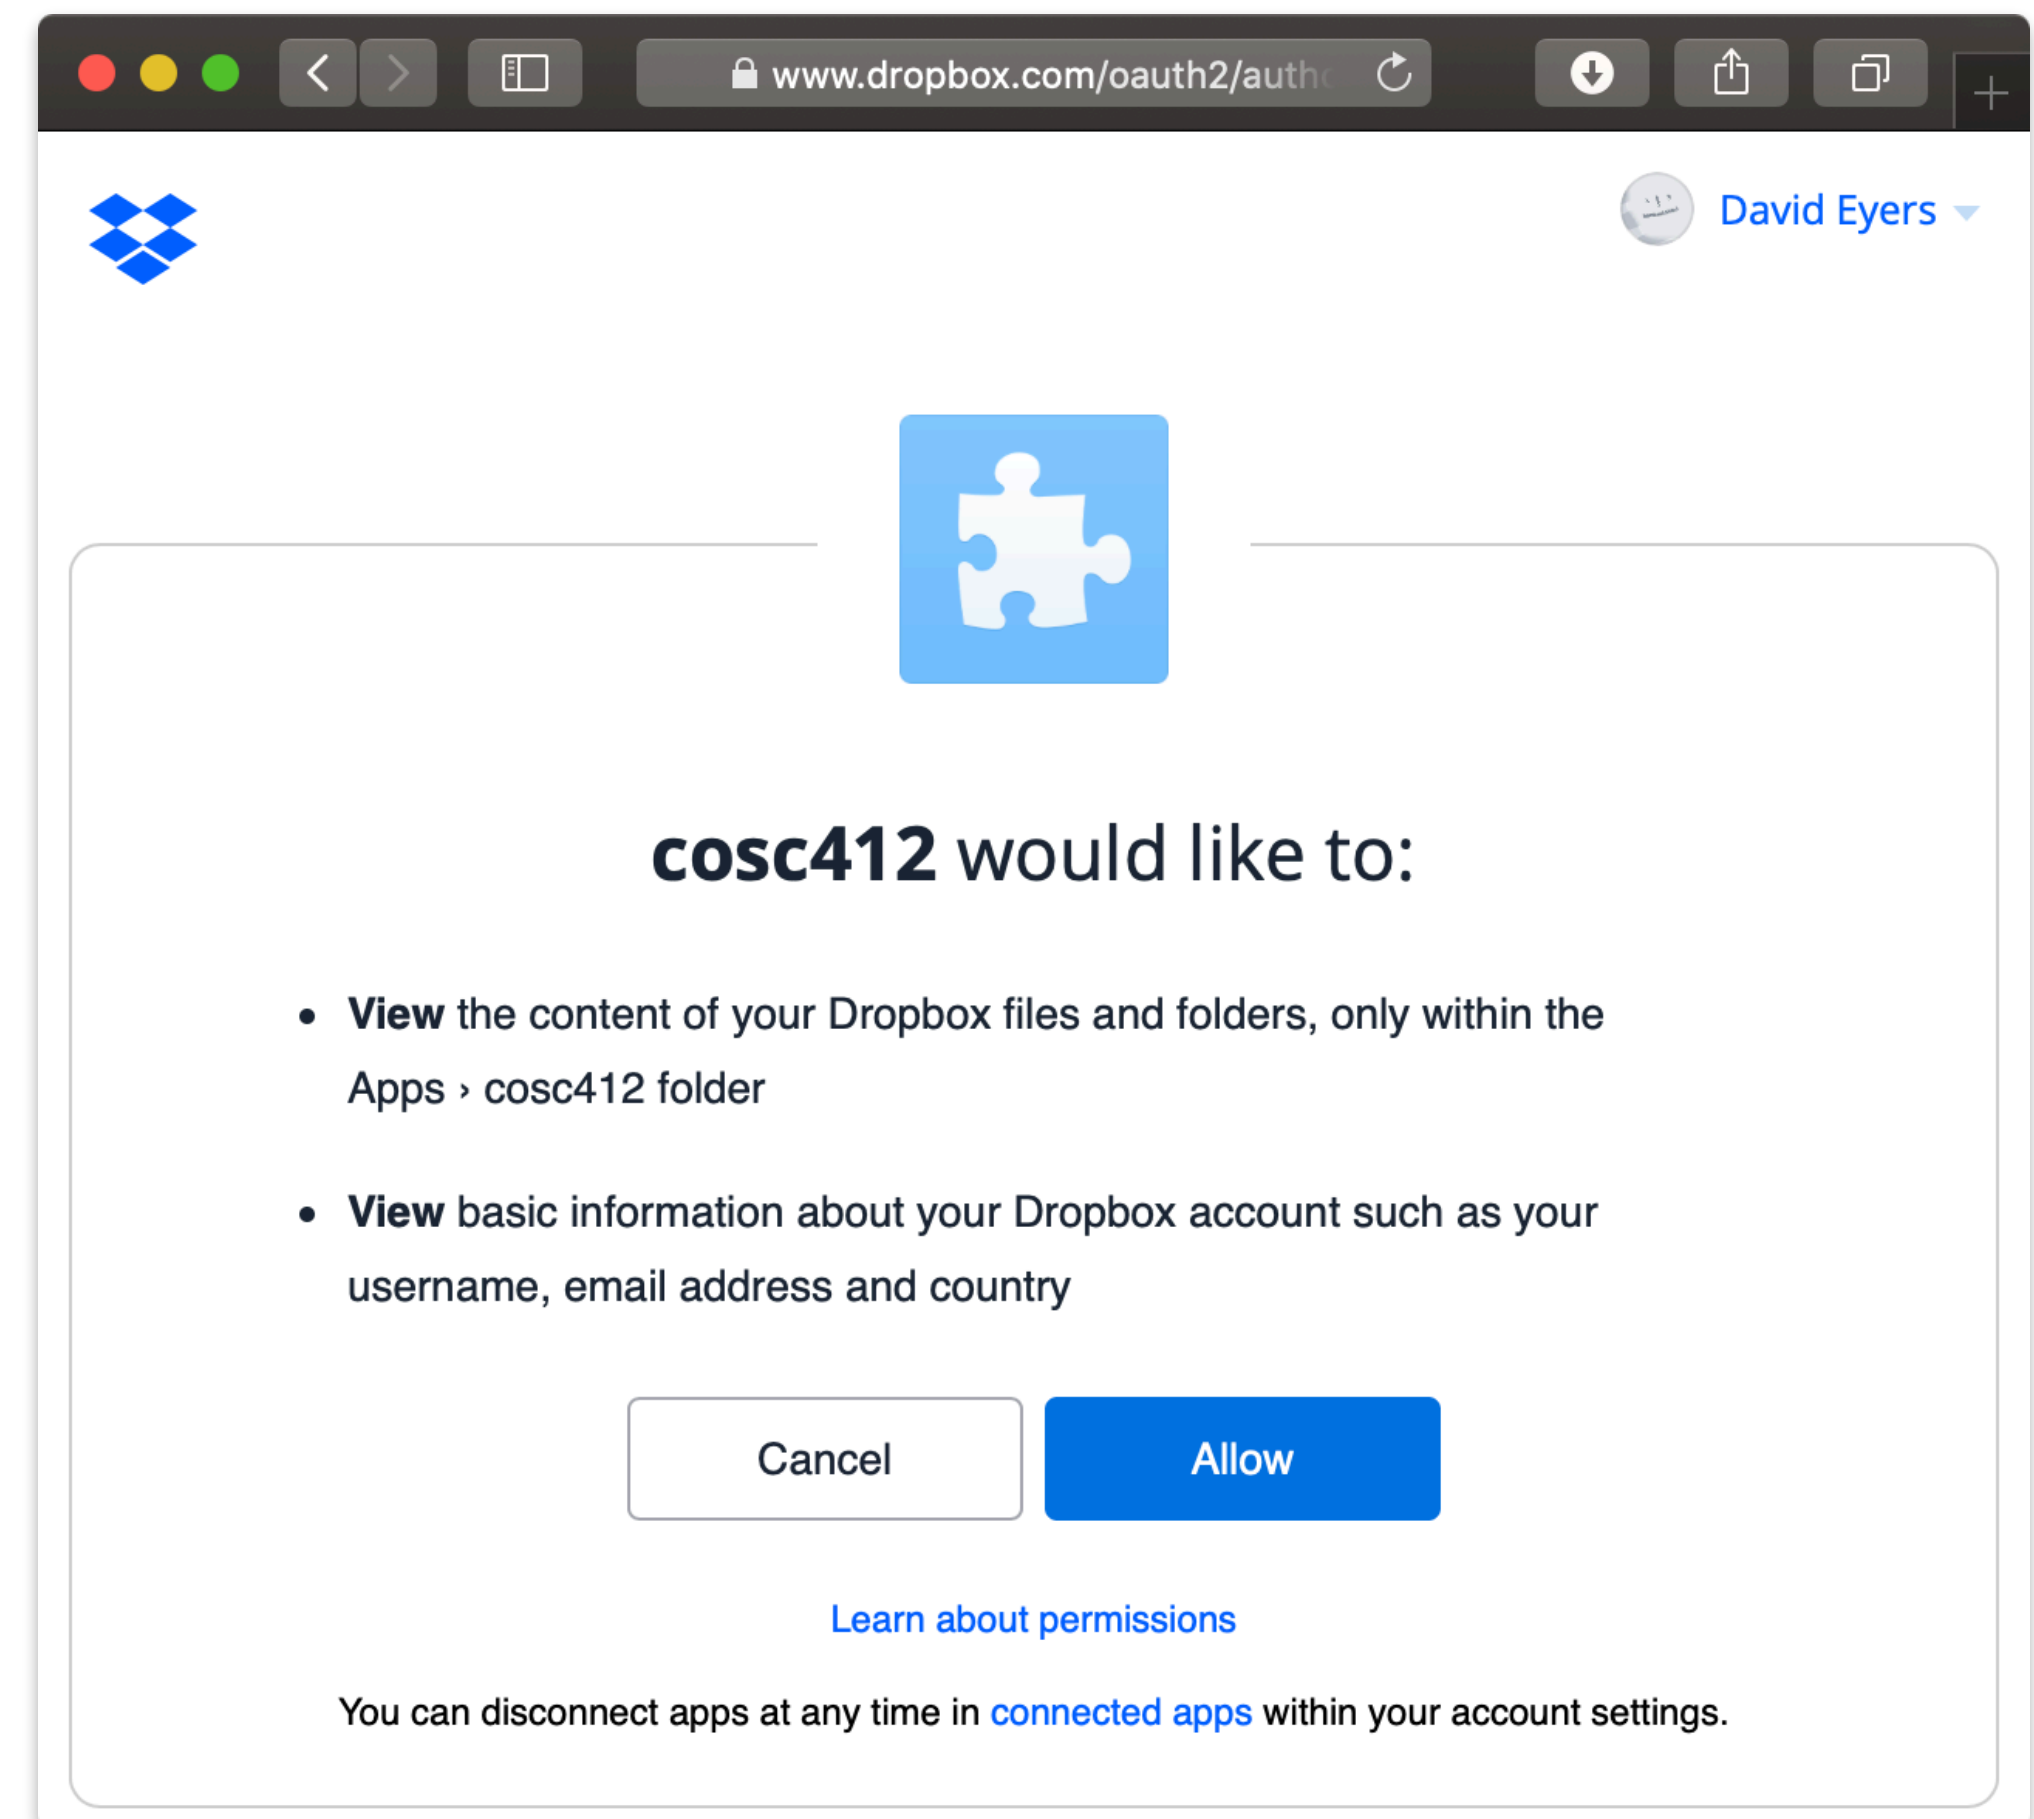 www.dropbox.com/oauth2/autho
David Eyers
cosc412 would like to:
• View the content of your Dropbox files and folders, only within the
Apps › cosc412 folder
• View basic information about your Dropbox account such as your
username, email address and country
Cancel
Allow
Learn about permissions
You can disconnect apps at any time in connected apps within your account settings.